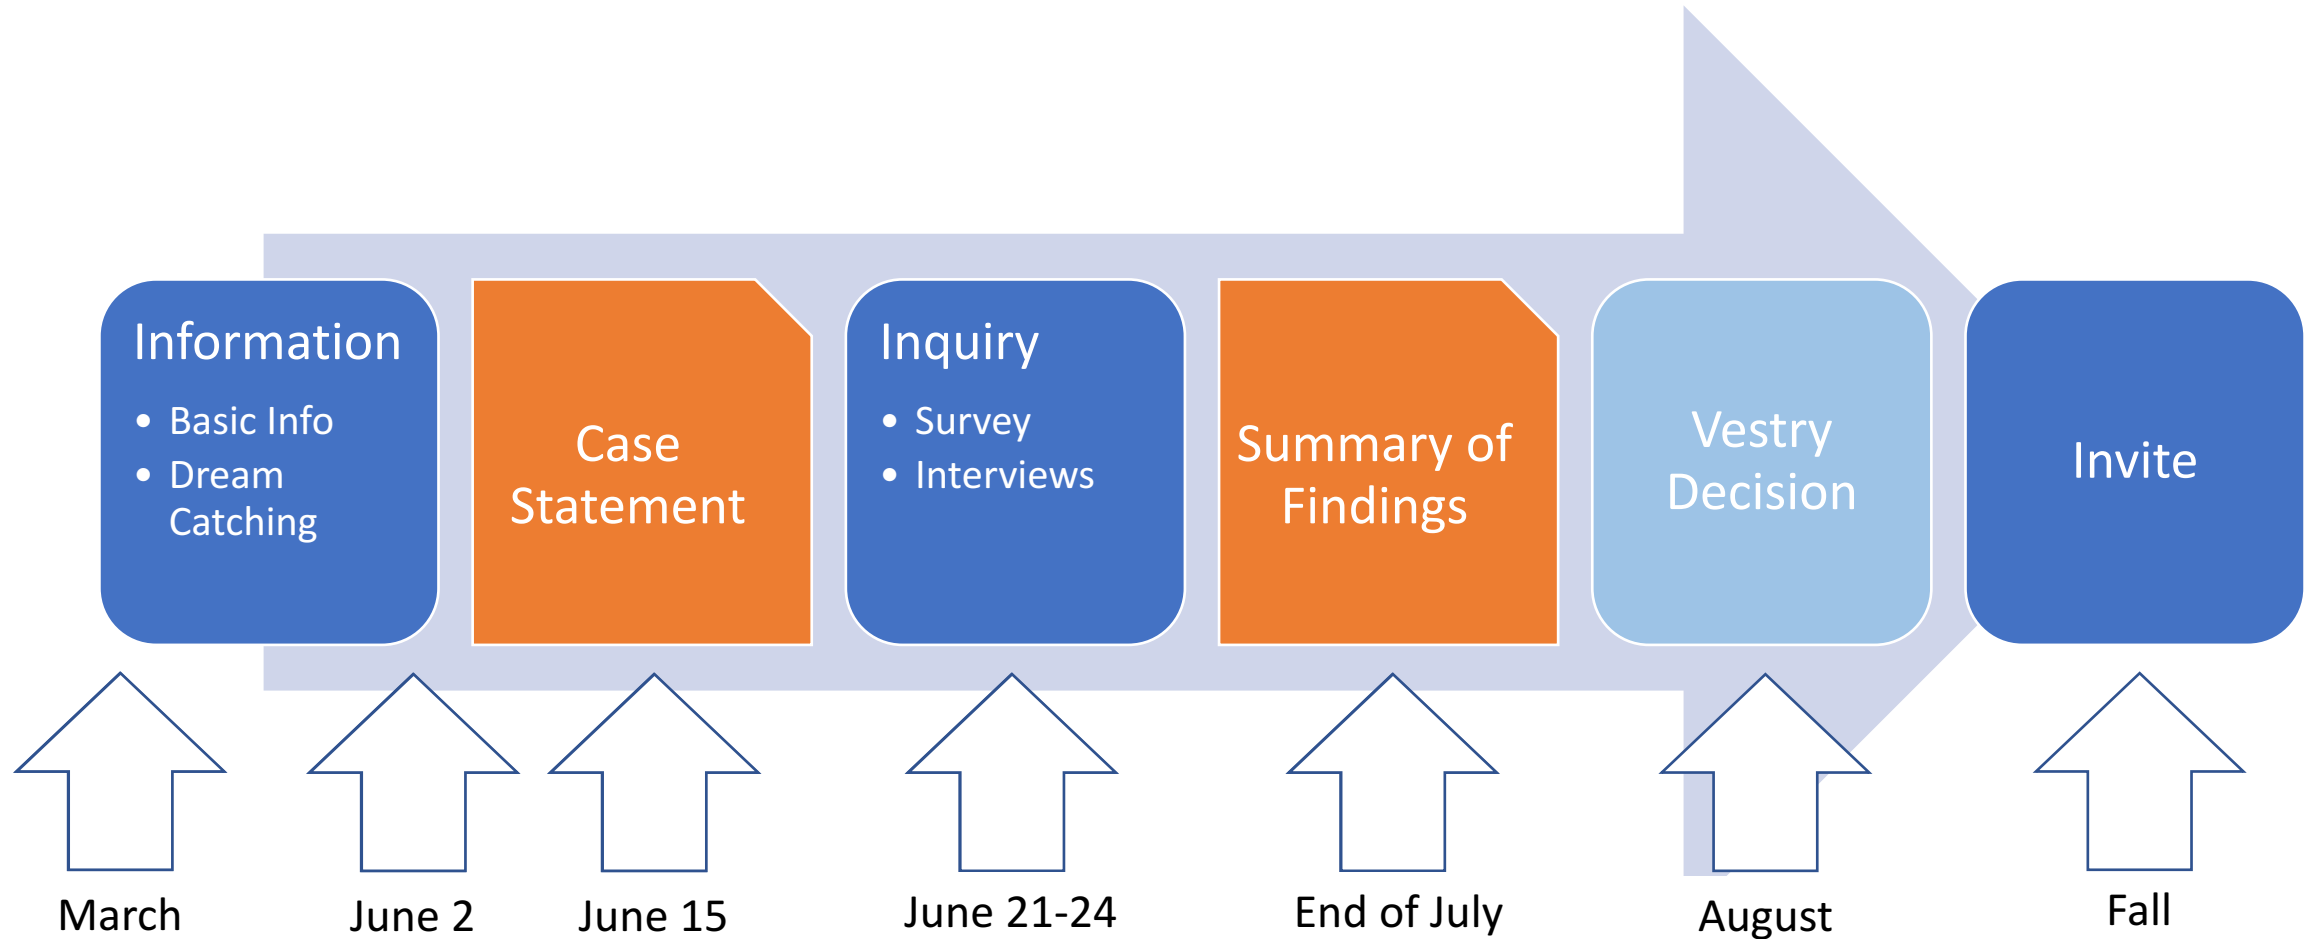 Information
• Basic Info
• Dream
Catching
Case
Statement
Inquiry
• Survey
• Interviews
Summary of
Findings
Vestry
Decision
Invite
March
June 2
June 15
June 21-24
End of July
August
Fall